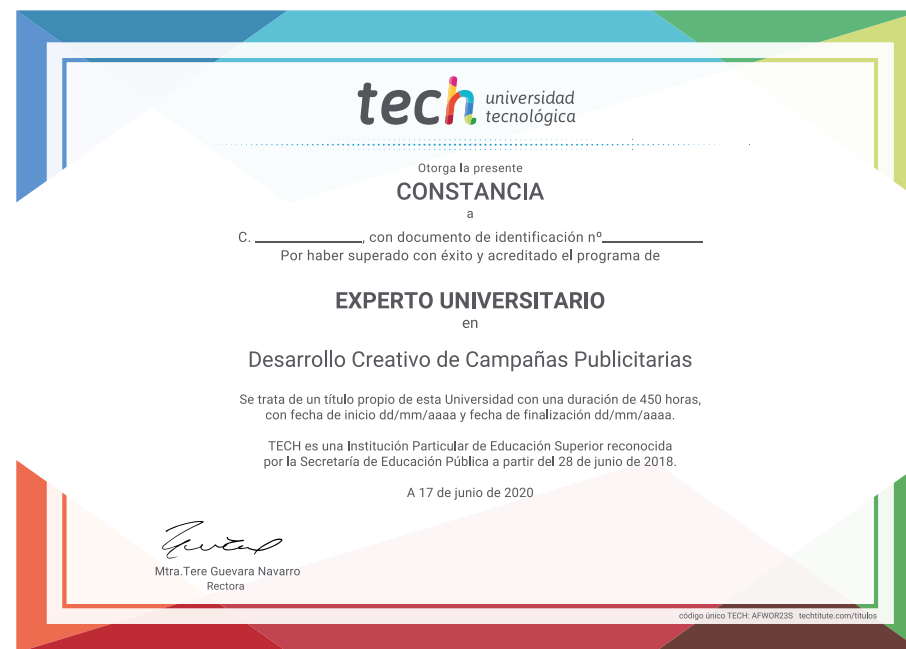 tech universidad
tecnológica
Otorga la presente
CONSTANCIA
a
C. ______________, con documento de identificación nº_____________
Por haber superado con éxito y acreditado el programa de
EXPERTO UNIVERSITARIO
en
Desarrollo Creativo de Campañas Publicitarias
Se trata de un título propio de esta Universidad con una duración de 450 horas,
con fecha de inicio dd/mm/aaaa y fecha de finalización dd/mm/aaaa.
TECH es una Institución Particular de Educación Superior reconocida
por la Secretaría de Educación Pública a partir del 28 de junio de 2018.
A 17 de junio de 2020
Mtra.Tere Guevara Navarro
Rectora
código único TECH: AFWOR23S techtitute.com/titulos